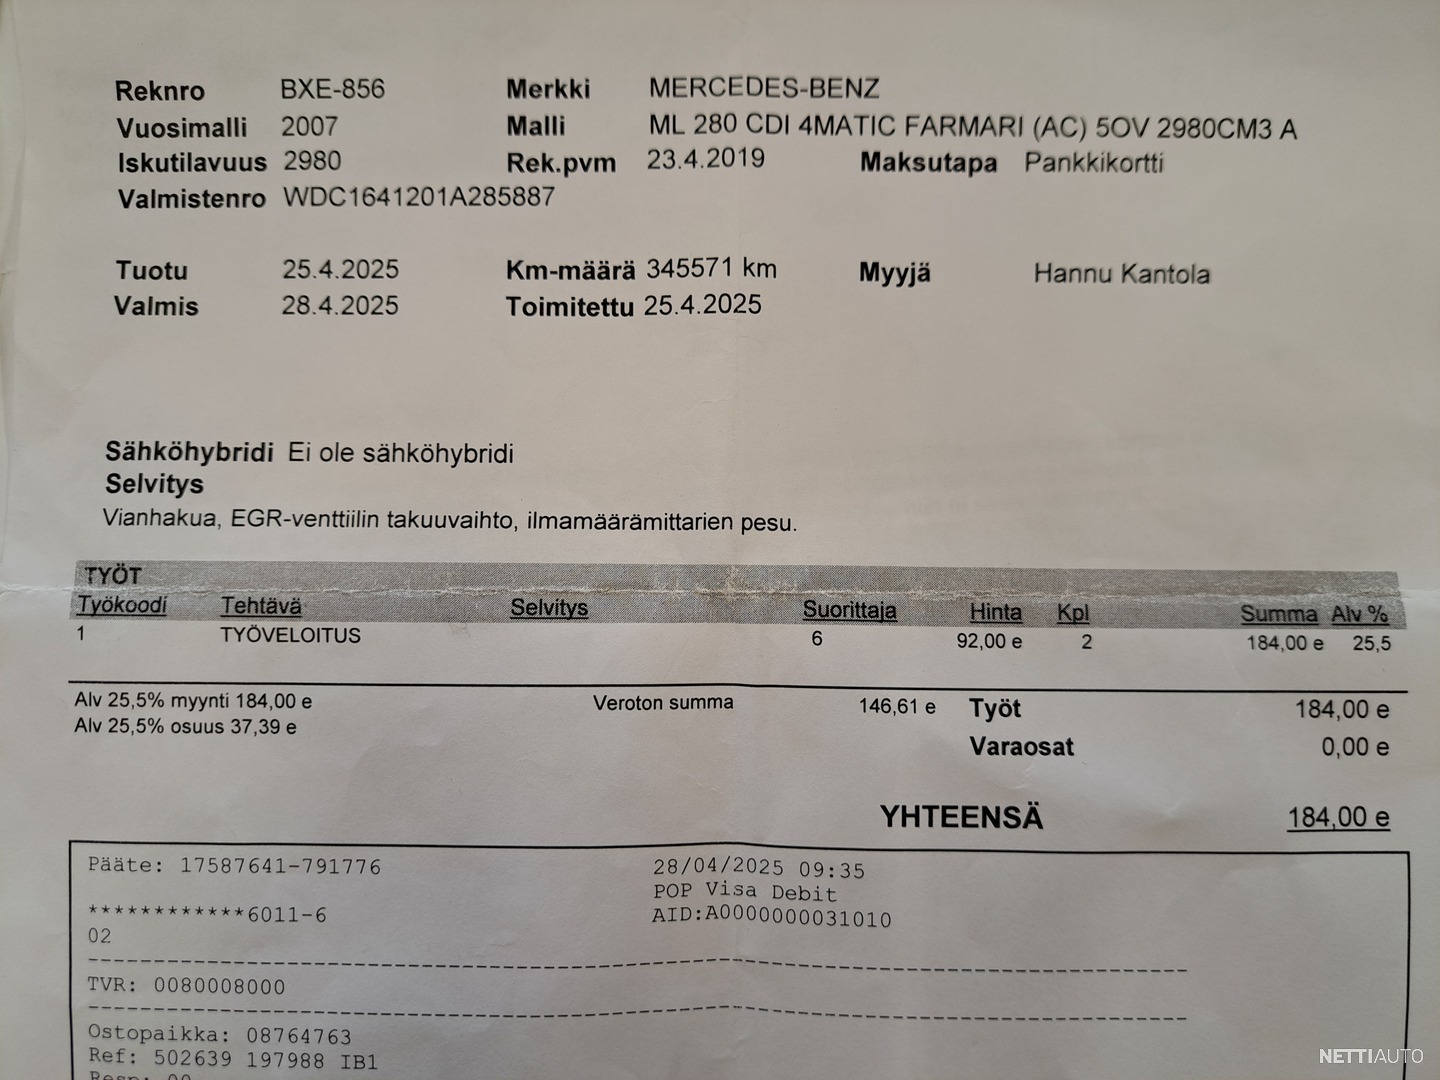 Reknro BXE-856 Merkki MERCEDES-BENZ
Vuosimalli 2007 Malli ML 280 CDI 4MATIC FARMARI (AC) 5OV 2980CM3 A
Iskutilavuus 2980 Rek.pvm 23.4.2019 Maksutapa Pankkikortti
Valmistenro WDC1641201A285887
Tuotu 25.4.2025 Km-määrä 345571 km Myyjä Hannu Kantola
Valmis 28.4.2025 Toimitettu 25.4.2025
Sähköhybridi Ei ole sähköhybridi
Selvitys
Vianhakua, EGR-venttiilin takuuvaihto, ilmamäärämittarien pesu.
TYÖT
Työkoodi Tehtävä Selvitys Suorittaja Hinta Kpl Summa Alv %
1 TYÖVELOITUS 6 92,00 e 2 184,00 e 25,5
Alv 25,5% myynti 184,00 e Veroton summa 146,61 e Työt 184,00 e
Alv 25,5% osuus 37,39 e
Varaosat 0,00 e
YHTEENSÄ 184,00 e
Pääte: 17587641-791776 28/04/2025 09:35
POP Visa Debit
************6011-6 AID:A0000000031010
02
TVR: 0080008000
Ostopaikka: 08764763
Ref: 502639 197988 IB1
Resp: 00
NETTIAUTO